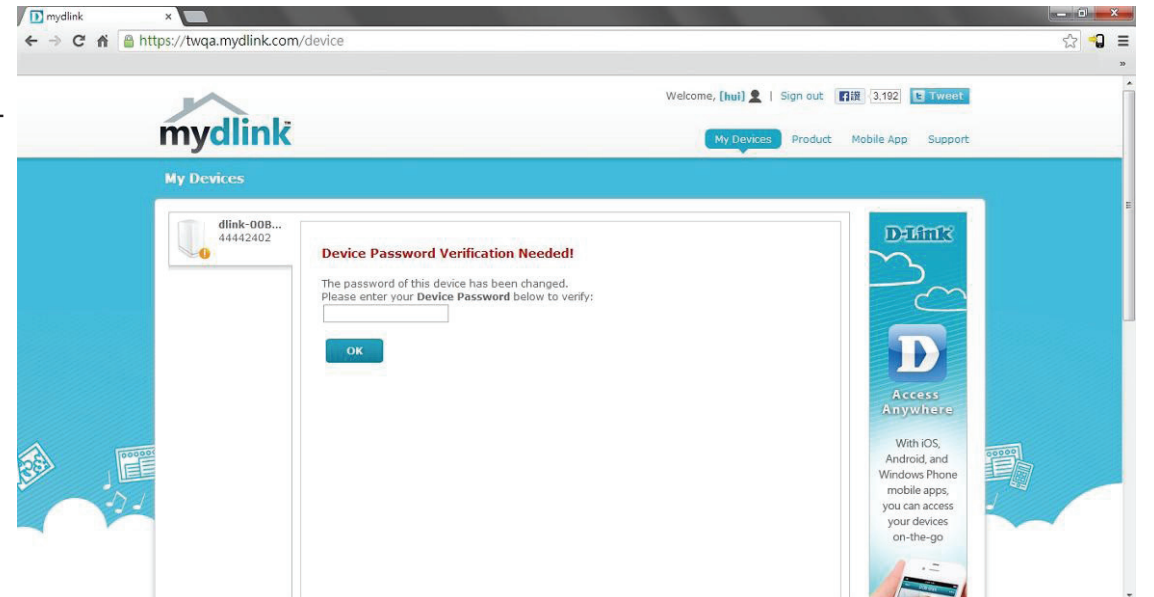 mydlink
https://twqa.mydlink.com/device
Welcome, [hui] | Sign out 讚 3,192 Tweet
mydlink
My Devices Product Mobile App Support
My Devices
dlink-00B...
44442402
Device Password Verification Needed!
The password of this device has been changed.
Please enter your Device Password below to verify:
OK
D-Link
D
Access
Anywhere
With iOS,
Android, and
Windows Phone
mobile apps,
you can access
your devices
on-the-go